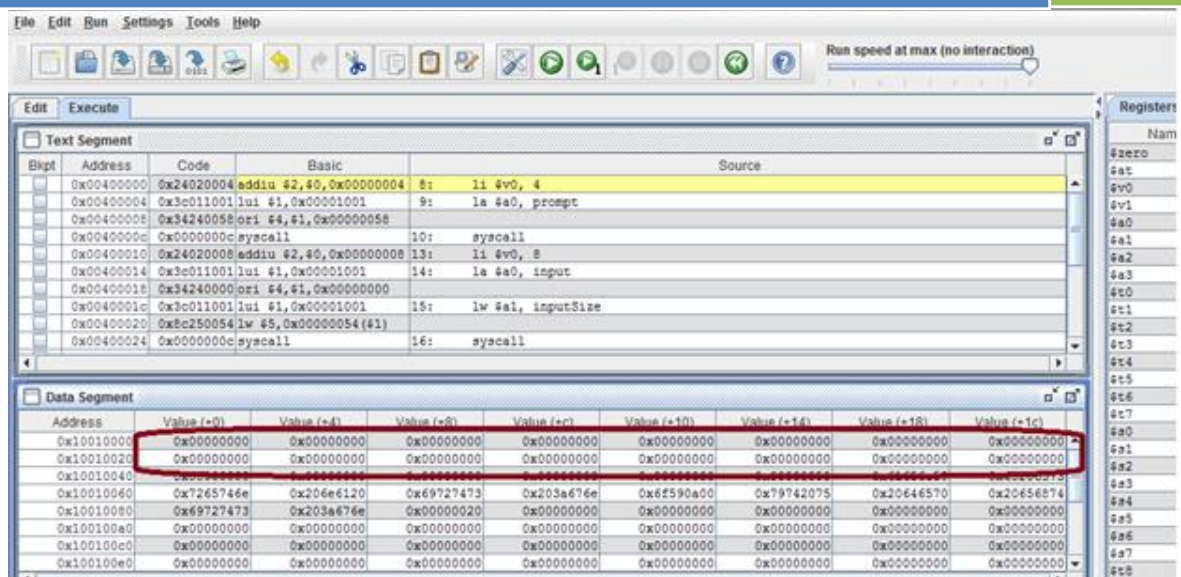 File Edit Run Settings Tools Help
Run speed at max (no interaction)
Edit Execute
Text Segment
Bkpt Address Code Basic Source
0x00400000 0x24020004 addiu $2,$0,0x00000004 8: li $v0, 4
0x00400004 0x3c011001 lui $1,0x00001001 9: la $a0, prompt
0x00400008 0x34240058 ori $4,$1,0x00000058
0x0040000c 0x0000000c syscall 10: syscall
0x00400010 0x24020008 addiu $2,$0,0x00000008 13: li $v0, 8
0x00400014 0x3c011001 lui $1,0x00001001 14: la $a0, input
0x00400018 0x34240000 ori $4,$1,0x00000000
0x0040001c 0x3c011001 lui $1,0x00001001 15: lw $a1, inputSize
0x00400020 0x8c250054 lw $5,0x00000054($1)
0x00400024 0x0000000c syscall 16: syscall
Data Segment
Address Value (+0) Value (+4) Value (+8) Value (+c) Value (+10) Value (+14) Value (+18) Value (+1c)
0x10010000 0x00000000 0x00000000 0x00000000 0x00000000 0x00000000 0x00000000 0x00000000 0x00000000
0x10010020 0x00000000 0x00000000 0x00000000 0x00000000 0x00000000 0x00000000 0x00000000 0x00000000
0x10010040
0x10010060 0x7265746e 0x206e6120 0x69727473 0x203a676e 0x6f590a00 0x79742075 0x20646570 0x20656874
0x10010080 0x69727473 0x203a676e 0x00000020 0x00000000 0x00000000 0x00000000 0x00000000 0x00000000
0x100100a0 0x00000000 0x00000000 0x00000000 0x00000000 0x00000000 0x00000000 0x00000000 0x00000000
0x100100c0 0x00000000 0x00000000 0x00000000 0x00000000 0x00000000 0x00000000 0x00000000 0x00000000
0x100100e0 0x00000000 0x00000000 0x00000000 0x00000000 0x00000000 0x00000000 0x00000000 0x00000000
Registers
Nam
$zero
$at
$v0
$v1
$a0
$a1
$a2
$a3
$t0
$t1
$t2
$t3
$t4
$t5
$t6
$t7
$s0
$s1
$s2
$s3
$s4
$s5
$s6
$s7
$t8